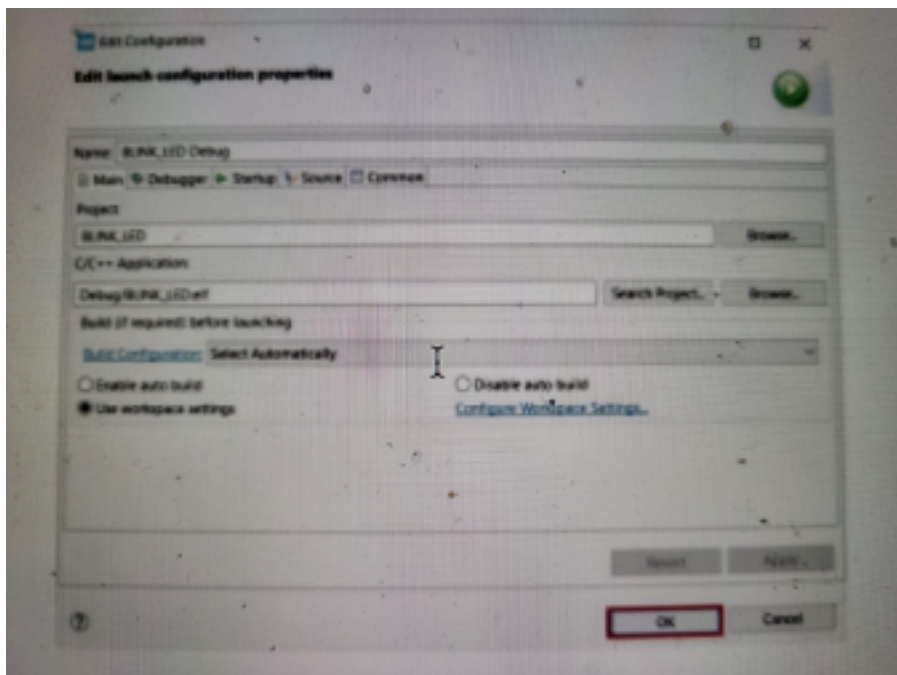 Edit Configuration
Edit launch configuration properties
Name: BLINK_LED Debug
Main Debugger Startup Source Common
Project:
BLINK_LED
Browse...
C/C++ Application:
Debug/BLINK_LED.elf
Search Project...
Browse...
Build (if required) before launching
Build Configuration: Select Automatically
Enable auto build
Disable auto build
Use workspace settings
Configure Workspace Settings...
Revert
Apply
OK
Cancel